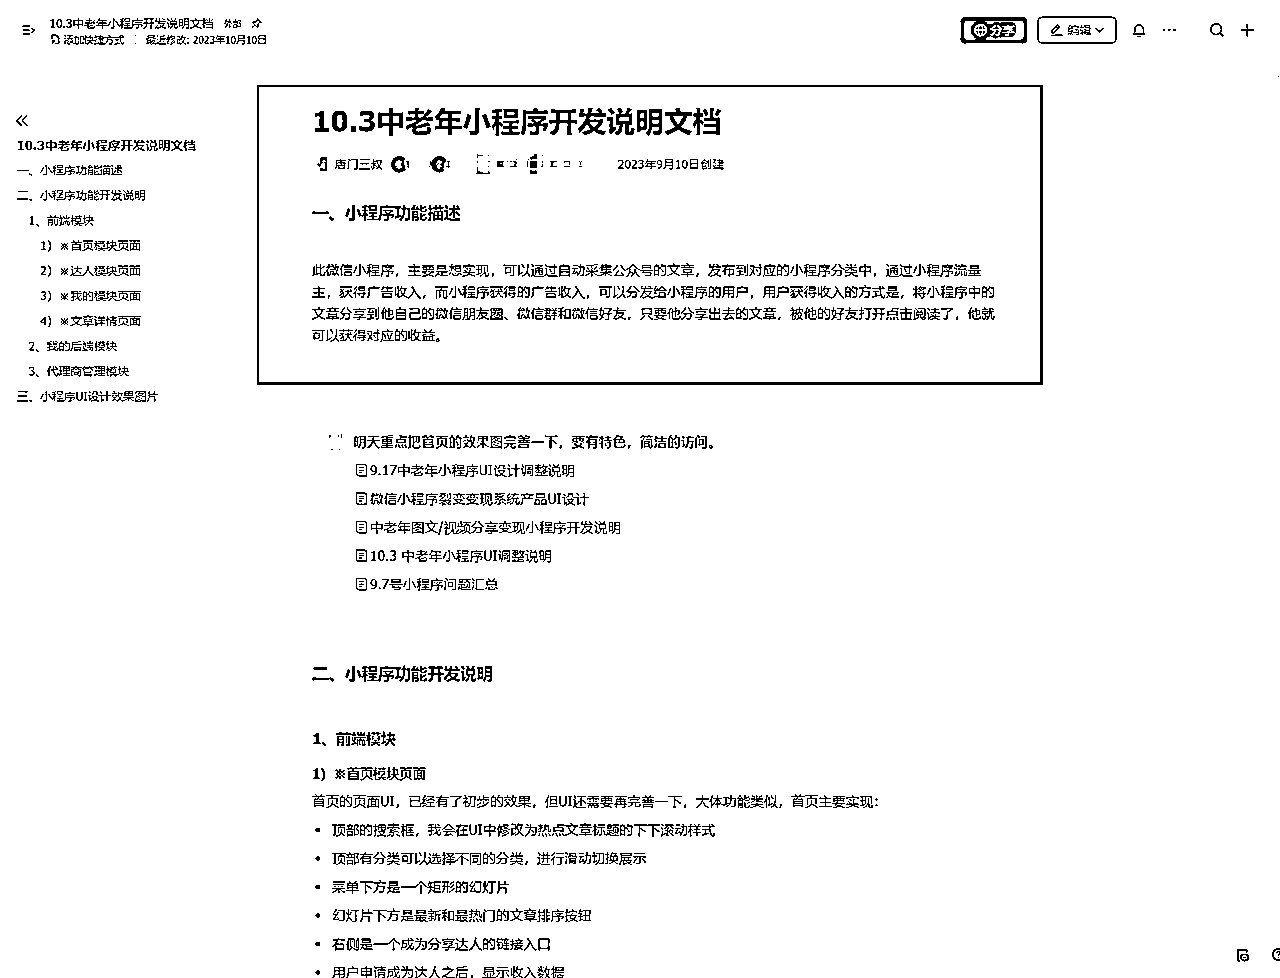 10.3中老年小程序开发说明文档 外部
添加快捷方式 最近修改: 2023年10月10日
分享
编辑
10.3中老年小程序开发说明文档
一、小程序功能描述
二、小程序功能开发说明
1、前端模块
1）※首页模块页面
2）※达人模块页面
3）※我的模块页面
4）※文章详情页面
2、我的后端模块
3、代理商管理模块
三、小程序UI设计效果图片
10.3中老年小程序开发说明文档
唐门三叔
2023年9月10日创建
一、小程序功能描述
此微信小程序，主要是想实现，可以通过自动采集公众号的文章，发布到对应的小程序分类中，通过小程序流量
主，获得广告收入，而小程序获得的广告收入，可以分发给小程序的用户，用户获得收入的方式是，将小程序中的
文章分享到他自己的微信朋友圈、微信群和微信好友，只要他分享出去的文章，被他的好友打开点击阅读了，他就
可以获得对应的收益。
明天重点把首页的效果图完善一下，要有特色，简洁的访问。
9.17中老年小程序UI设计调整说明
微信小程序裂变变现系统产品UI设计
中老年图文/视频分享变现小程序开发说明
10.3 中老年小程序UI调整说明
9.7号小程序问题汇总
二、小程序功能开发说明
1、前端模块
1）※首页模块页面
首页的页面UI，已经有了初步的效果，但UI还需要再完善一下，大体功能类似，首页主要实现：
• 顶部的搜索框，我会在UI中修改为热点文章标题的下下滚动样式
• 顶部有分类可以选择不同的分类，进行滑动切换展示
• 菜单下方是一个矩形的幻灯片
• 幻灯片下方是最新和最热门的文章排序按钮
• 右侧是一个成为分享达人的链接入口
• 用户申请成为达人之后，显示收入数据